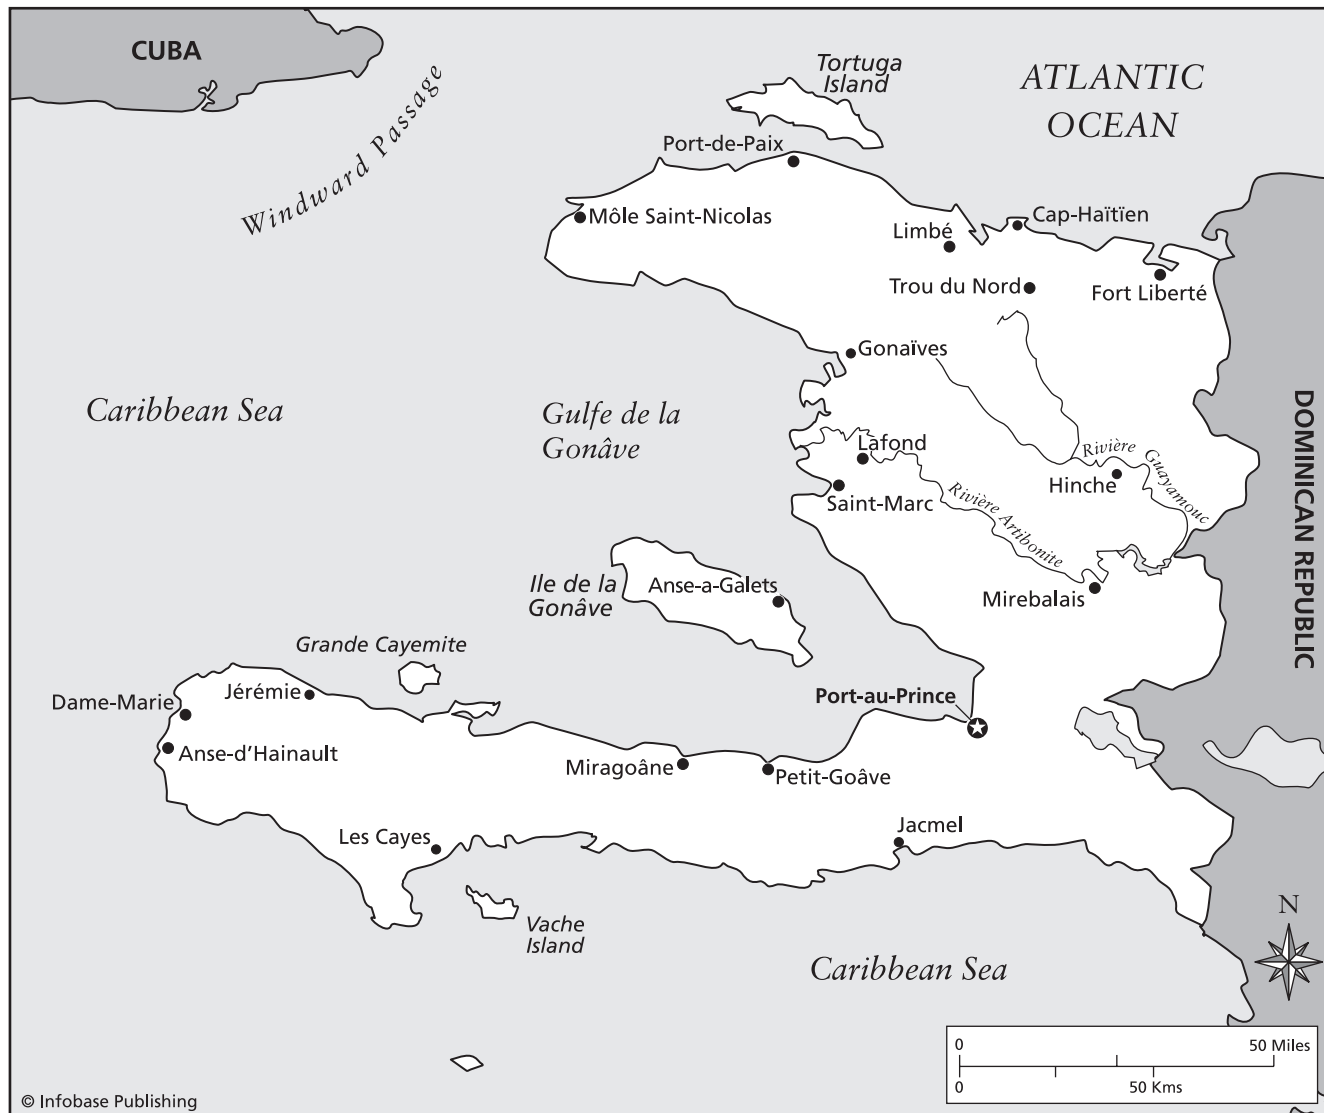 CUBA
Windward Passage
Tortuga
Island
ATLANTIC
OCEAN
Port-de-Paix
Môle Saint-Nicolas
Limbé
Cap-Haïtïen
Trou du Nord
Fort Liberté
Gonaïves
Caribbean Sea
Gulfe de la
Gonâve
Lafond
Saint-Marc
Rivière Guayamouc
Hinche
Rivière Artibonite
DOMINICAN REPUBLIC
Ile de la
Gonâve
Anse-a-Galets
Mirebalais
Grande Cayemite
Jérémie
Dame-Marie
Port-au-Prince
Anse-d'Hainault
Miragoâne
Petit-Goâve
Les Cayes
Jacmel
Vache
Island
Caribbean Sea
N
0 50 Miles
0 50 Kms
© Infobase Publishing